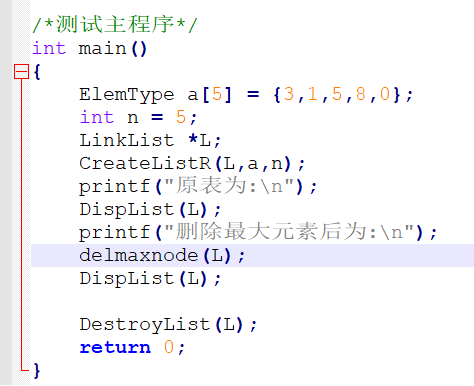 /*测试主程序*/
int main()
{
    ElemType a[5] = {3,1,5,8,0};
    int n = 5;
    LinkList *L;
    CreateListR(L,a,n);
    printf("原表为:\n");
    DispList(L);
    printf("删除最大元素后为:\n");
    delmaxnode(L);
    DispList(L);

    DestroyList(L);
    return 0;
}